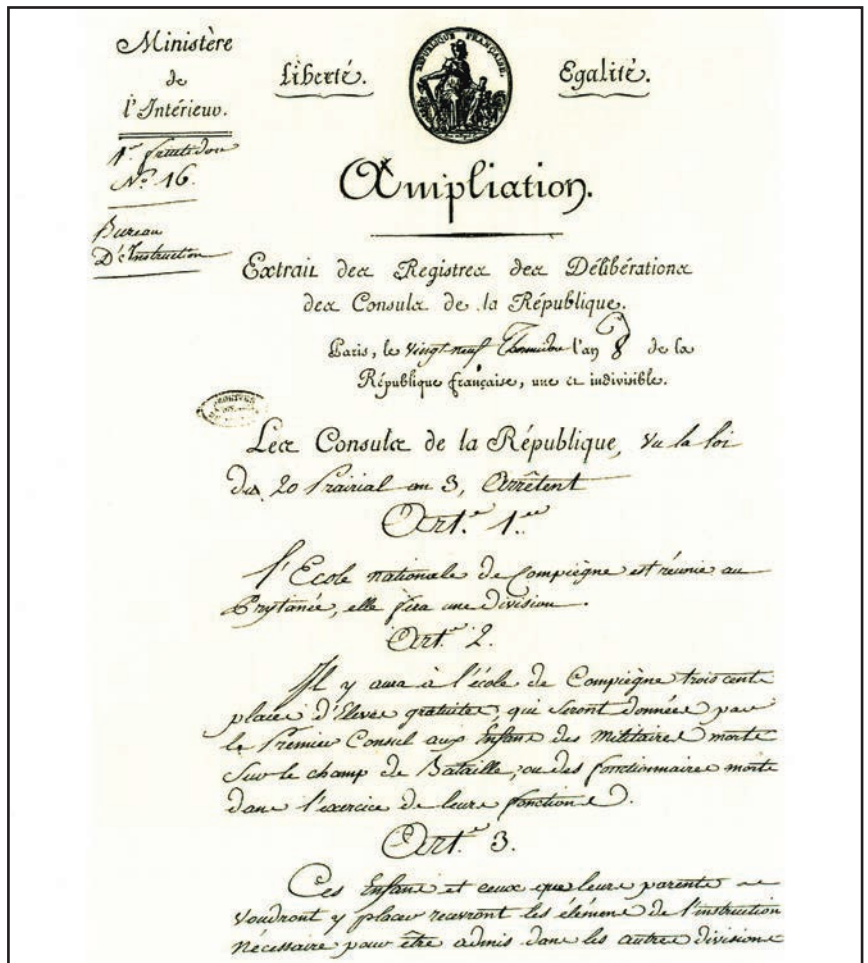 Ministère
de
l'Intérieur.
N.º 16.
Bureau
D'Instruction
Liberté.
RÉPUBLIQUE FRANÇAISE.
Egalité.
Ampliation.
Extrait des Registres des Délibérations
des Consuls de la République.
Paris, le vingt neuf Thermidor l'an 8 de la
République française, une et indivisible.
Les Consuls de la République, Vu la loi
du 20 Prairial an 3, Arrêtent
Art.e 1.er
l'Ecole nationale de Compiègne est réunie au
Prytanée, elle fera une division.
Art.e 2.
Il y aura à l'école de Compiègne trois cents
places d'Elèves gratuites, qui seront données par
le Premier Consul aux Enfans des Militaires morts
sur le champ de Bataille, ou des fonctionnaires morts
dans l'exercice de leurs fonctions.
Art.e 3.
Ces Enfans et ceux que leurs parents
voudront y placer recevront les élémens de l'instruction
nécessaire pour être admis dans les autres divisions